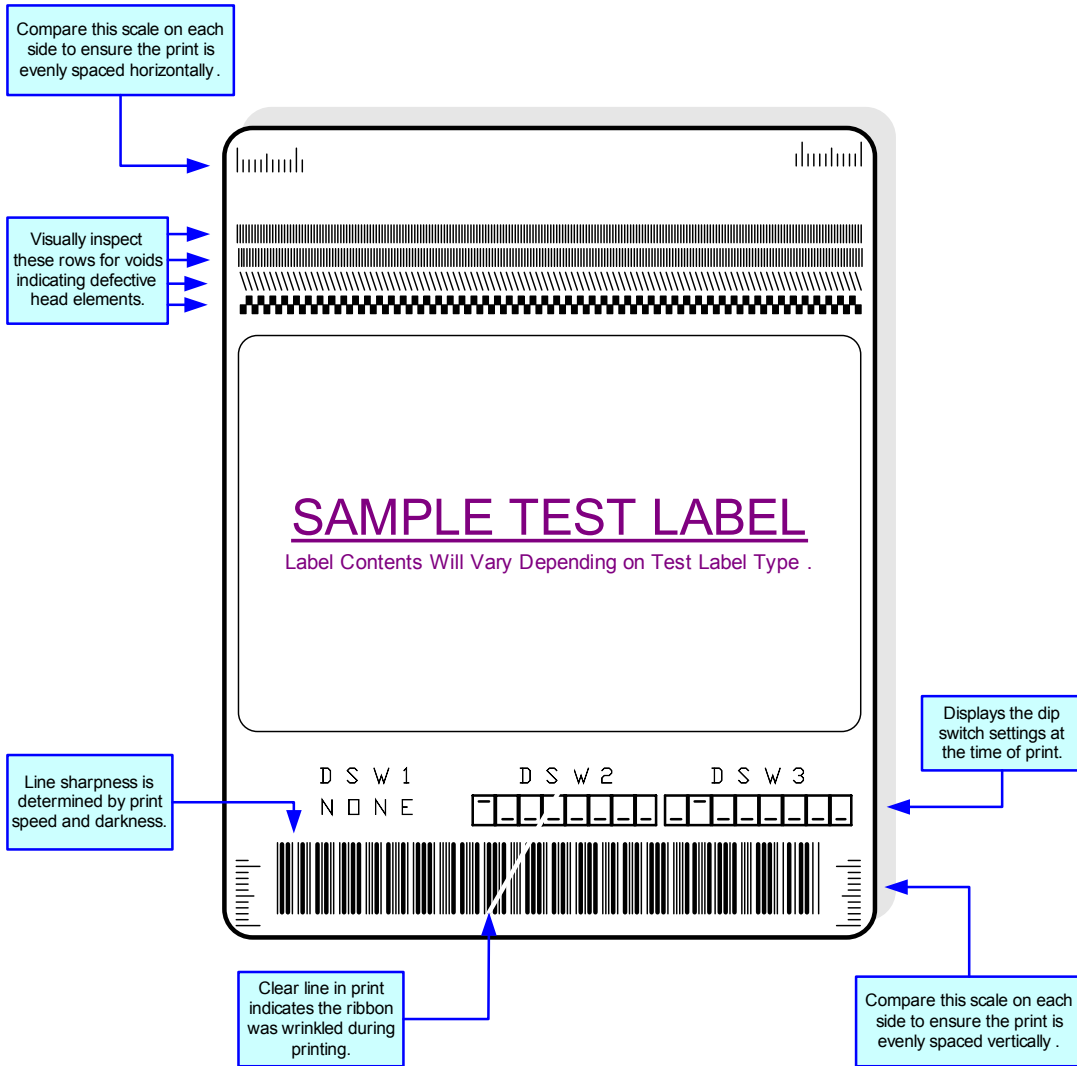 Compare this scale on each
side to ensure the print is
evenly spaced horizontally .
Visually inspect
these rows for voids
indicating defective
head elements.
SAMPLE TEST LABEL
Label Contents Will Vary Depending on Test Label Type .
Displays the dip
switch settings at
the time of print.
Line sharpness is
determined by print
speed and darkness.
DSW1
NONE
DSW2
DSW3
Clear line in print
indicates the ribbon
was wrinkled during
printing.
Compare this scale on each
side to ensure the print is
evenly spaced vertically .